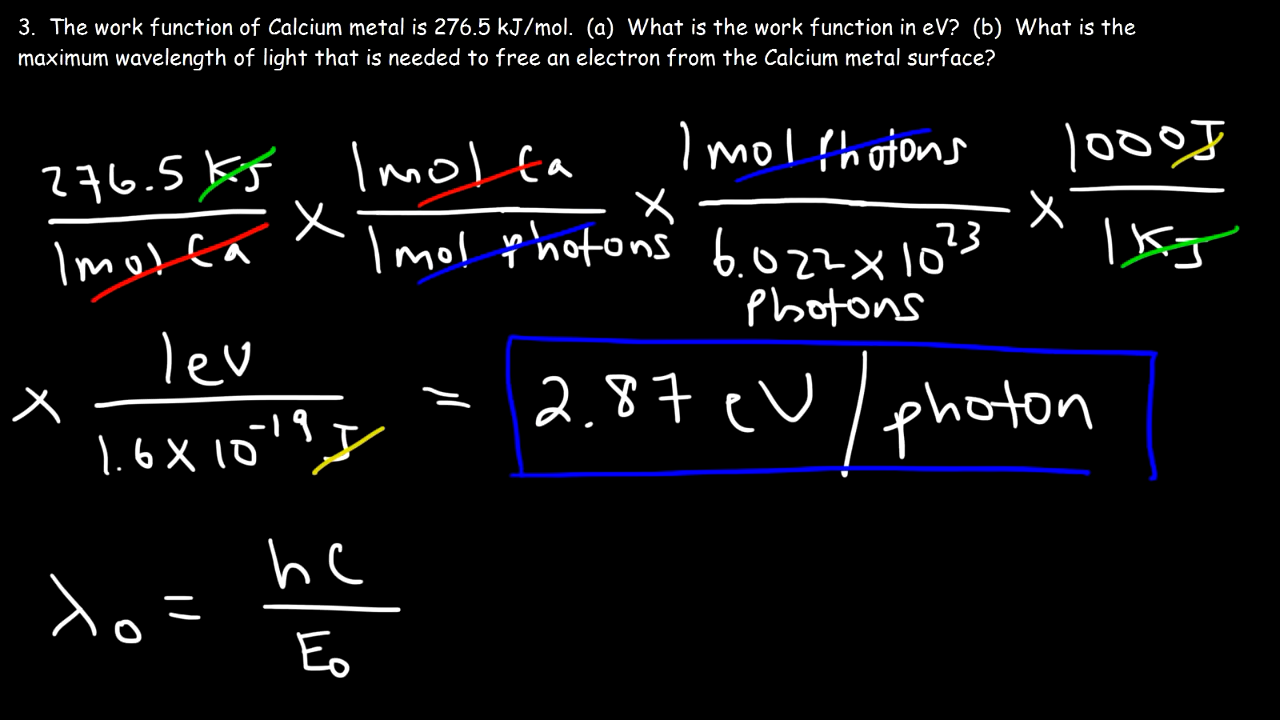 3. The work function of Calcium metal is 276.5 kJ/mol. (a) What is the work function in eV? (b) What is the
maximum wavelength of light that is needed to free an electron from the Calcium metal surface?
276.5 KJ / 1 mol Ca × 1 mol Ca / 1 mol photons × 1 mol Photons / 6.022 × 10^23 Photons × 1000 J / 1 KJ
× 1 eV / 1.6 × 10^-19 J = 2.87 eV / photon
λ₀ = hc / E₀